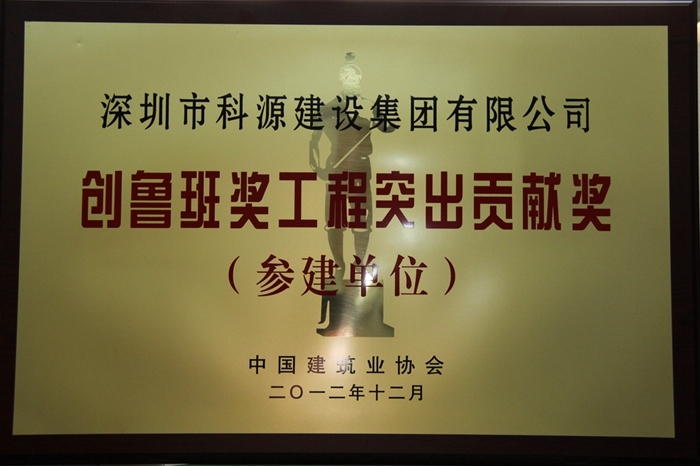 深圳市科源建设集团有限公司
创鲁班奖工程突出贡献奖
（参建单位）
中国建筑业协会
二〇一二年十二月